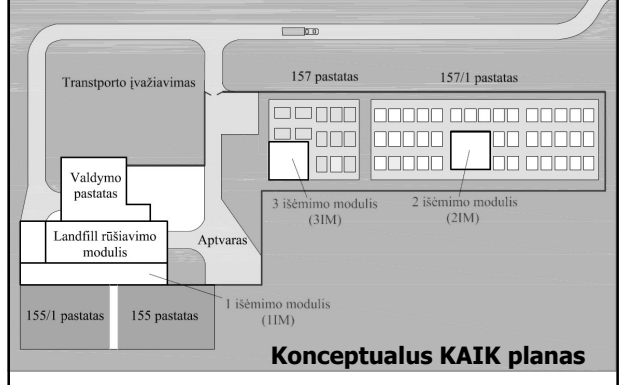 157 pastatas
157/1 pastatas
Transtporto įvažiavimas
Valdymo
pastatas
3 išėmimo modulis
(3IM)
2 išėmimo modulis
(2IM)
Landfill rūšiavimo
modulis
Aptvaras
1 išėmimo modulis
(1IM)
155/1 pastatas
155 pastatas
Konceptualus KAIK planas